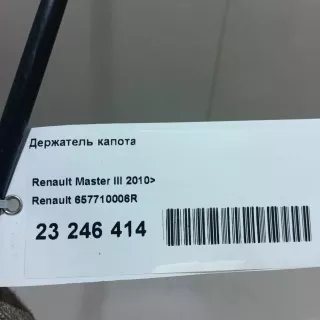 Держатель капота
Renault Master III 2010>
Renault 657710006R
23 246 414